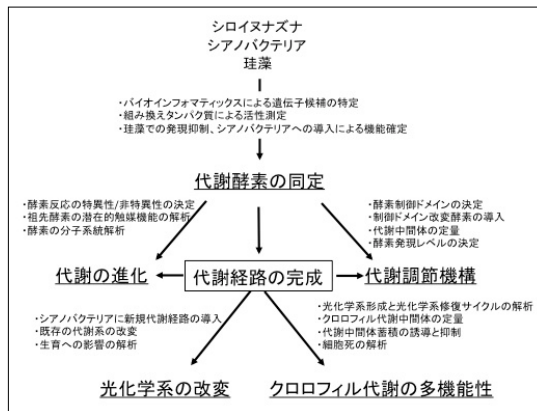 シロイヌナズナ
シアノバクテリア
珪藻
・バイオインフォマティックスによる遺伝子候補の特定
・組み換えタンパク質による活性測定
・珪藻での発現抑制、シアノバクテリアへの導入による機能確定
代謝酵素の同定
・酵素反応の特異性/非特異性の決定
・祖先酵素の潜在的触媒機能の解析
・酵素の分子系統解析
・酵素制御ドメインの決定
・制御ドメイン改変酵素の導入
・代謝中間体の定量
・酵素発現レベルの決定
代謝の進化
代謝経路の完成
代謝調節機構
・シアノバクテリアに新規代謝経路の導入
・既存の代謝系の改変
・生育への影響の解析
・光化学系形成と光化学系修復サイクルの解析
・クロロフィル代謝中間体の定量
・代謝中間体蓄積の誘導と抑制
・細胞死の解析
光化学系の改変
クロロフィル代謝の多機能性